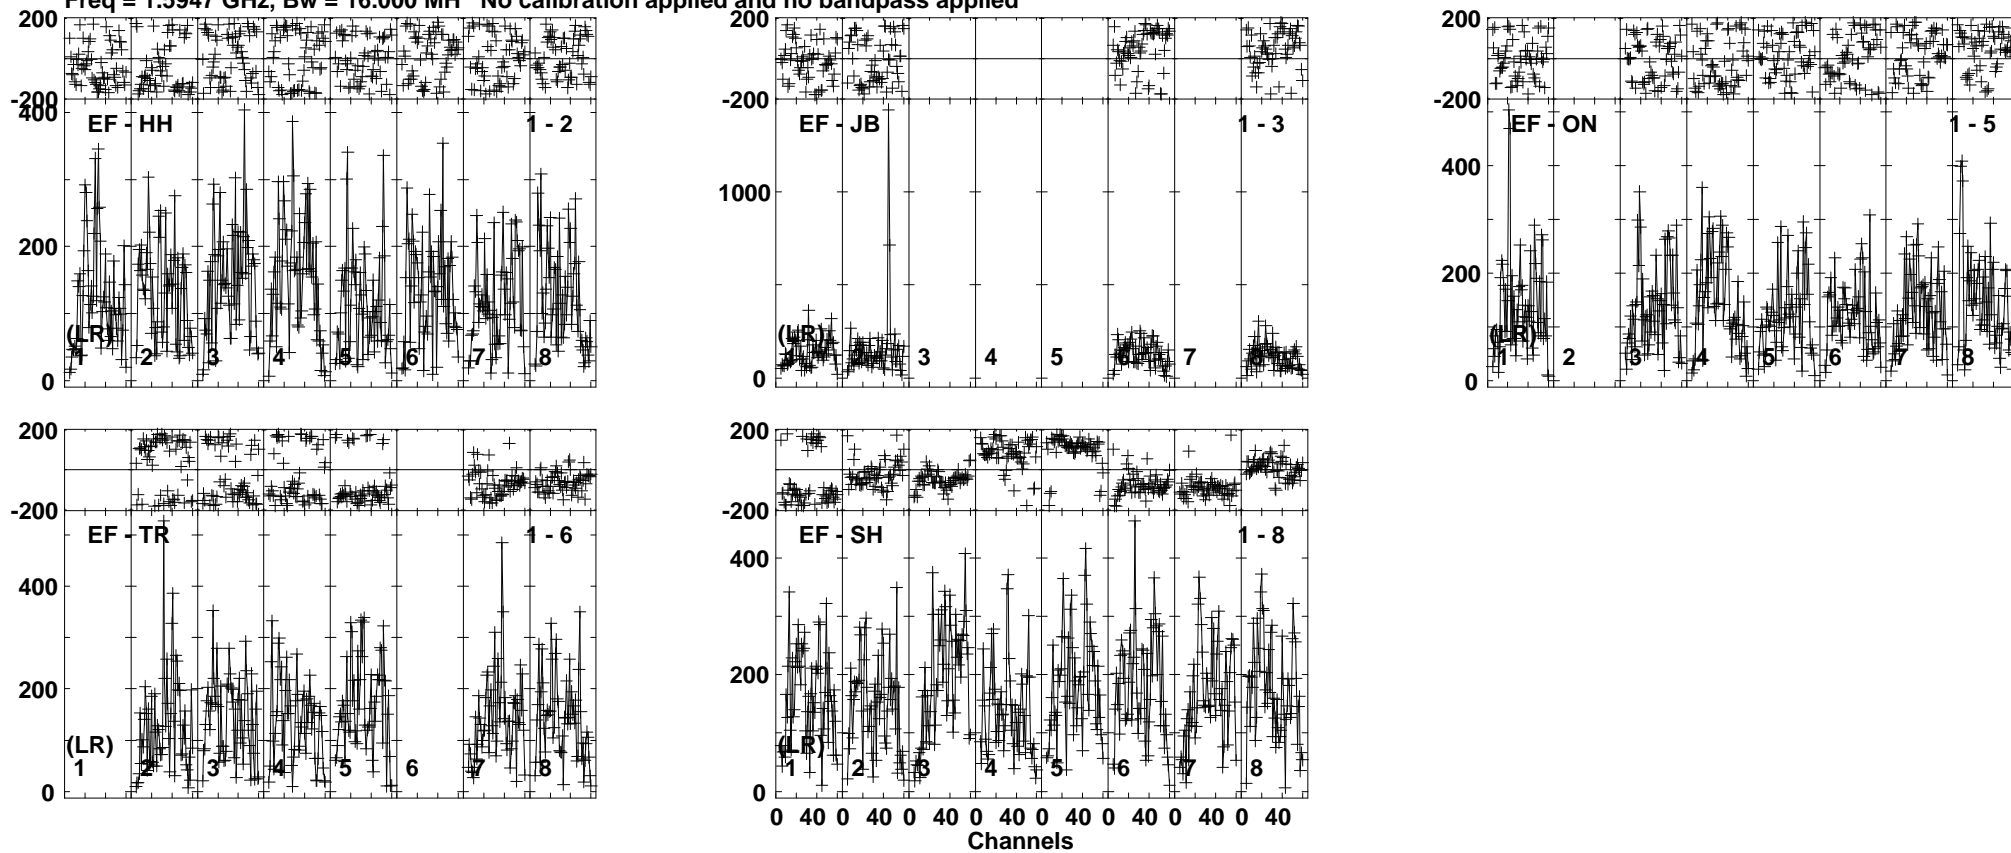 Freq = 1.5947 GHz, Bw = 16.000 MH No calibration applied and no bandpass applied
200 200 200
-200 -200 -200
400
EF - HH 1 - 2
EF - JB 1 - 3
EF - ON 1 - 5
400
1000
200
200
(LR) (LR) (LR)
1 2 3 4 5 6 7 8
1 2 3 4 5 6 7 8
1 2 3 4 5 6 7 8
0 0 0
200 200
-200 -200
EF - TR 1 - 6
EF - SH 1 - 8
400 400
200 200
(LR) (LR)
1 2 3 4 5 6 7 8
1 2 3 4 5 6 7 8
0 0
0 40 0 40 0 40 0 40 0 40 0 40 0 40 0 40
Channels